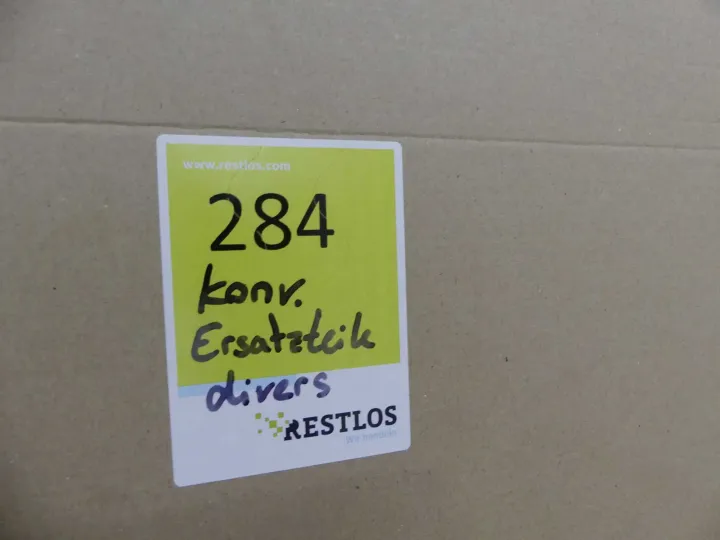 www.restlos.com
284
Konv.
Ersatzteile
divers
RESTLOS